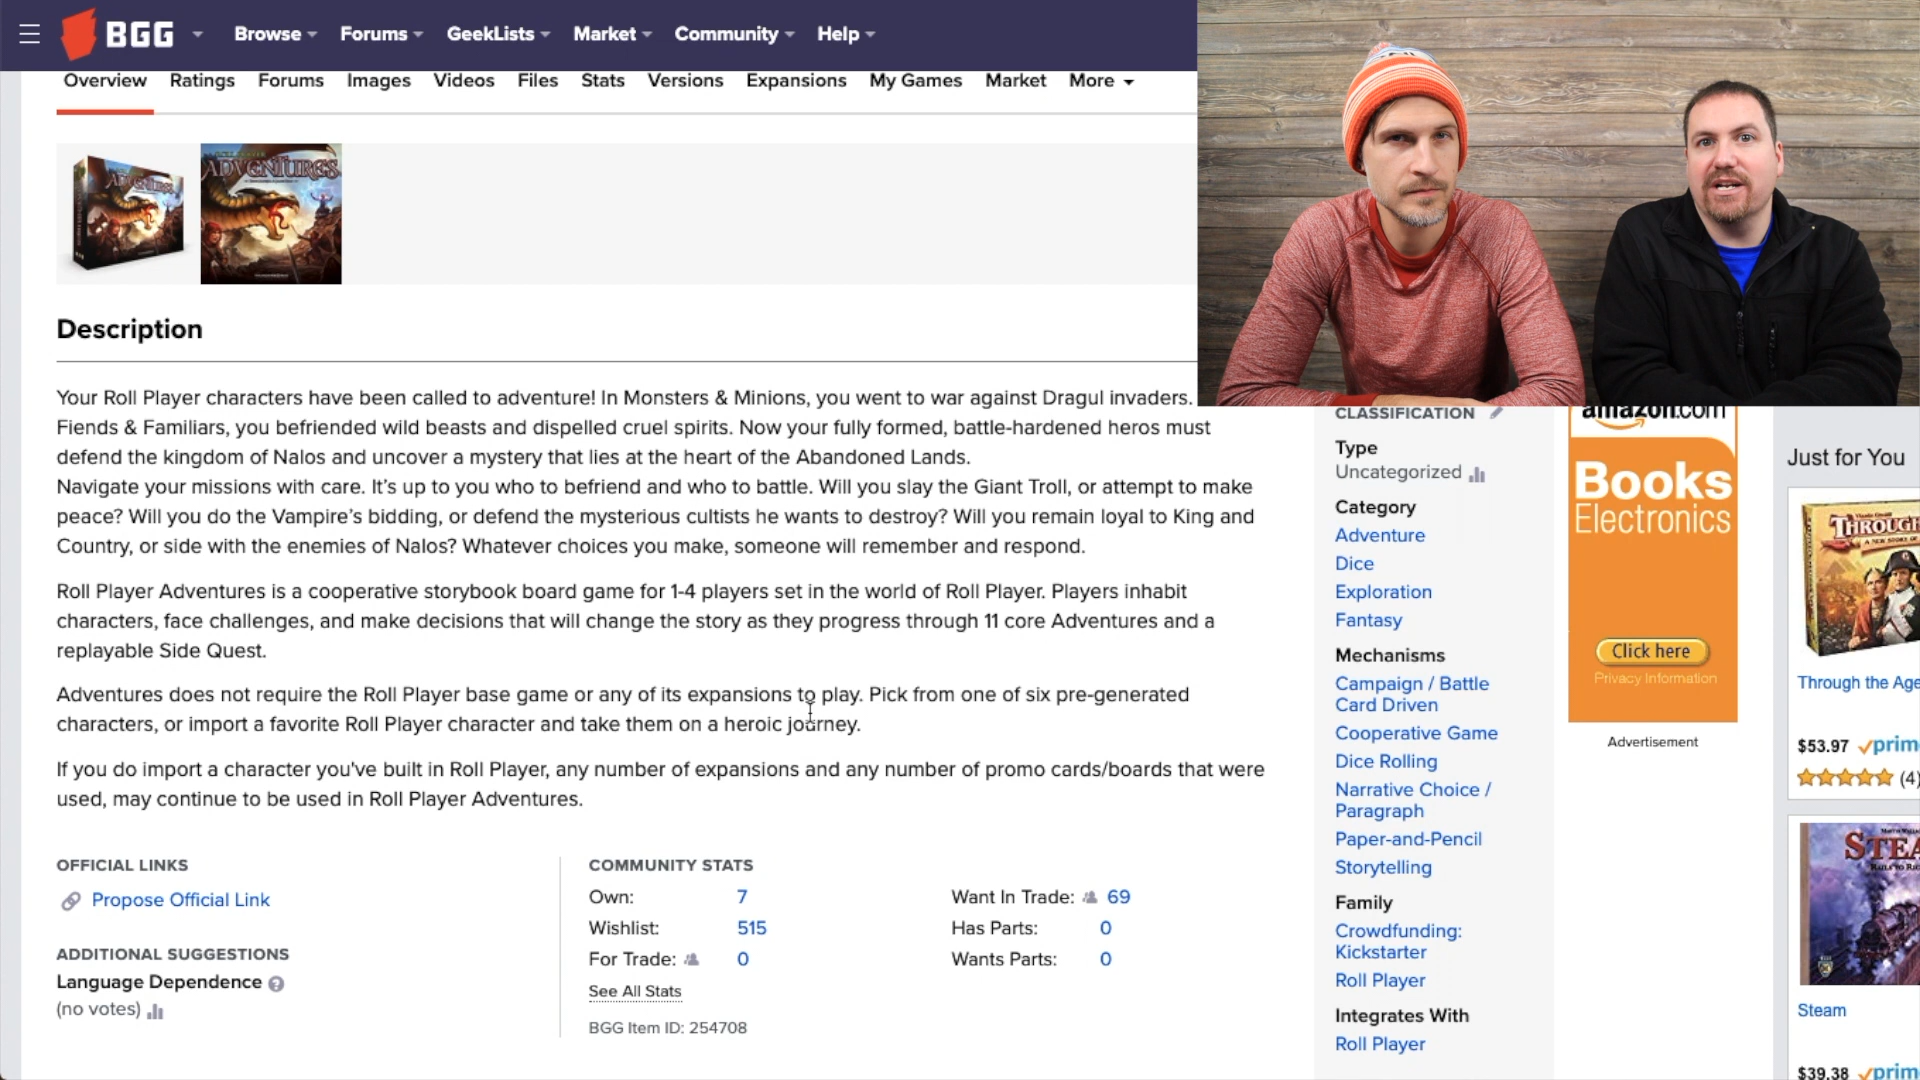 BGG
Browse Forums GeekLists Market Community Help
Overview Ratings Forums Images Videos Files Stats Versions Expansions My Games Market More
ADVENTURES
ADVENTURES
Description
Your Roll Player characters have been called to adventure! In Monsters & Minions, you went to war against Dragul invaders.
Fiends & Familiars, you befriended wild beasts and dispelled cruel spirits. Now your fully formed, battle-hardened heros must
defend the kingdom of Nalos and uncover a mystery that lies at the heart of the Abandoned Lands.
Navigate your missions with care. It's up to you who to befriend and who to battle. Will you slay the Giant Troll, or attempt to make
peace? Will you do the Vampire's bidding, or defend the mysterious cultists he wants to destroy? Will you remain loyal to King and
Country, or side with the enemies of Nalos? Whatever choices you make, someone will remember and respond.
Roll Player Adventures is a cooperative storybook board game for 1-4 players set in the world of Roll Player. Players inhabit
characters, face challenges, and make decisions that will change the story as they progress through 11 core Adventures and a
replayable Side Quest.
Adventures does not require the Roll Player base game or any of its expansions to play. Pick from one of six pre-generated
characters, or import a favorite Roll Player character and take them on a heroic journey.
If you do import a character you've built in Roll Player, any number of expansions and any number of promo cards/boards that were
used, may continue to be used in Roll Player Adventures.
OFFICIAL LINKS
Propose Official Link
ADDITIONAL SUGGESTIONS
Language Dependence
(no votes)
COMMUNITY STATS
Own: 7
Wishlist: 515
For Trade: 0
See All Stats
BGG Item ID: 254708
Want In Trade: 69
Has Parts: 0
Wants Parts: 0
CLASSIFICATION
Type
Uncategorized
Category
Adventure
Dice
Exploration
Fantasy
Mechanisms
Campaign / Battle
Card Driven
Cooperative Game
Dice Rolling
Narrative Choice /
Paragraph
Paper-and-Pencil
Storytelling
Family
Crowdfunding:
Kickstarter
Roll Player
Integrates With
Roll Player
amazon.com
Books
Electronics
Click here
Privacy Information
Advertisement
Just for You
THROUGH
Through the Age
$53.97 prim
(4)
STEA
Steam
$39.38 prim